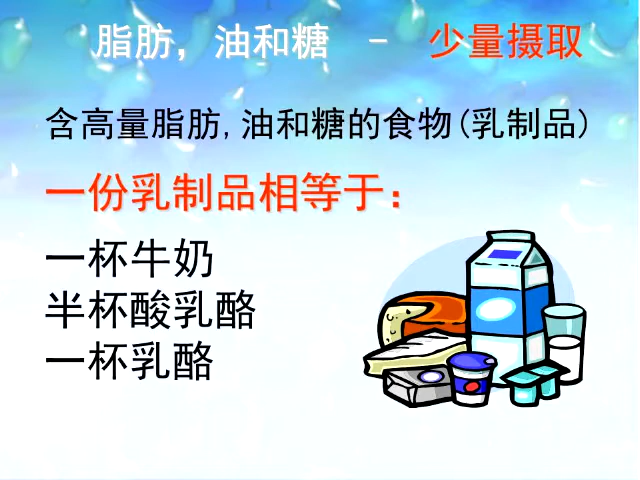 脂肪，油和糖 - 少量摄取
含高量脂肪,油和糖的食物(乳制品)
一份乳制品相等于：
一杯牛奶
半杯酸乳酪
一杯乳酪